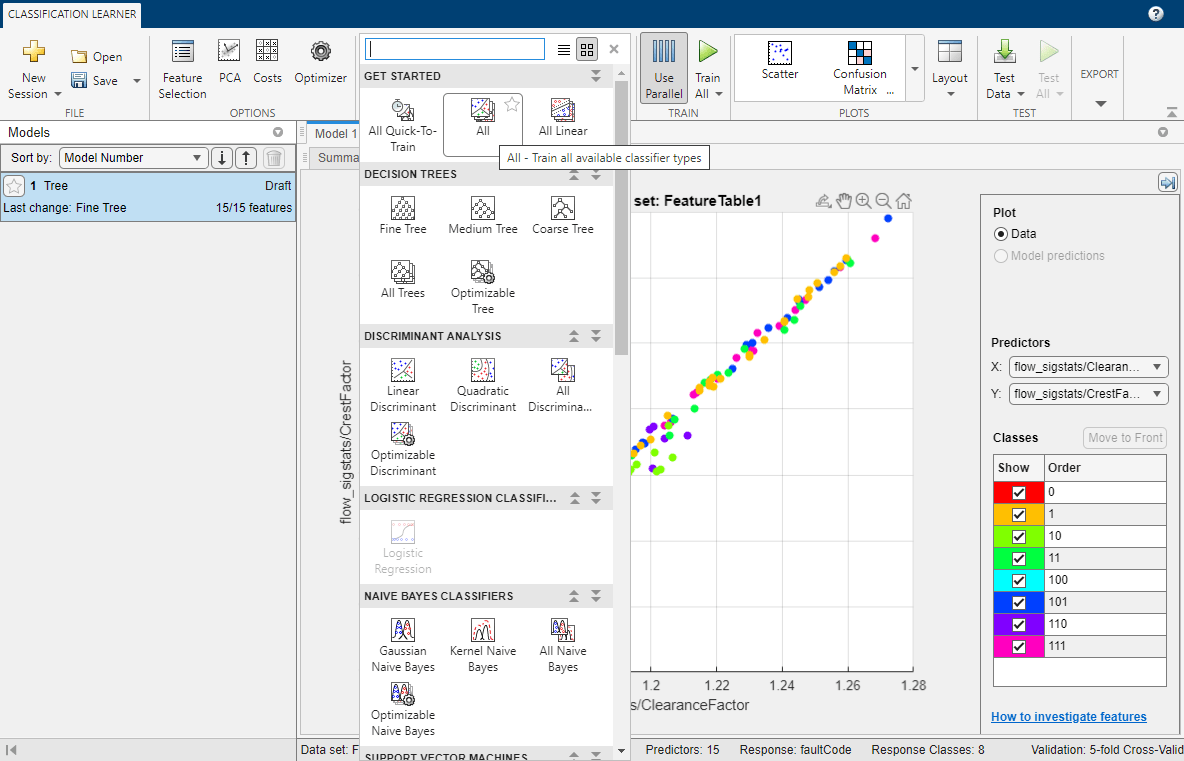 CLASSIFICATION LEARNER
New Session
Open
Save
FILE
Feature Selection
PCA
Costs
Optimizer
OPTIONS
Use Parallel
Train All
TRAIN
Scatter
Confusion Matrix ...
PLOTS
Layout
Test Data
Test All
TEST
EXPORT
Models
Sort by: Model Number
1 Tree
Draft
Last change: Fine Tree
15/15 features
Model 1
Summa
GET STARTED
All Quick-To-Train
All
All Linear
All - Train all available classifier types
DECISION TREES
Fine Tree
Medium Tree
Coarse Tree
All Trees
Optimizable Tree
DISCRIMINANT ANALYSIS
Linear Discriminant
Quadratic Discriminant
All Discrimina...
Optimizable Discriminant
LOGISTIC REGRESSION CLASSIFI...
Logistic Regression
NAIVE BAYES CLASSIFIERS
Gaussian Naive Bayes
Kernel Naive Bayes
All Naive Bayes
Optimizable Naive Bayes
SUPPORT VECTOR MACHINES
set: FeatureTable1
flow_sigstats/CrestFactor
1.2
1.22
1.24
1.26
1.28
s/ClearanceFactor
Plot
Data
Model predictions
Predictors
X: flow_sigstats/Clearan...
Y: flow_sigstats/CrestFa...
Classes
Move to Front
Show
Order
0
1
10
11
100
101
110
111
How to investigate features
Data set: F
Predictors: 15
Response: faultCode
Response Classes: 8
Validation: 5-fold Cross-Valid